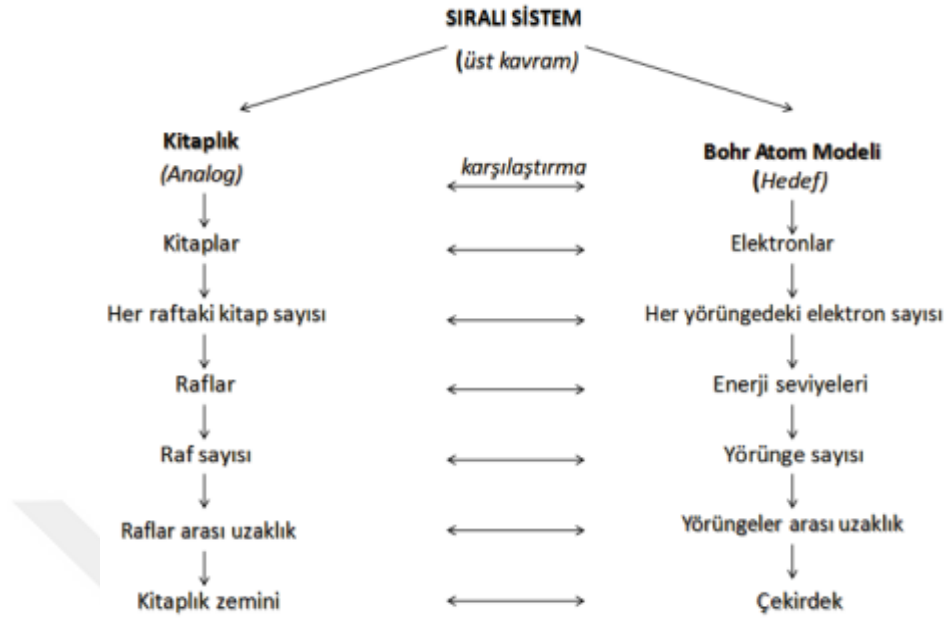 SIRALI SİSTEM
(üst kavram)
Kitaplık
(Analog)
karşılaştırma
Bohr Atom Modeli
(Hedef)
Kitaplar
Elektronlar
Her raftaki kitap sayısı
Her yörüngedeki elektron sayısı
Raflar
Enerji seviyeleri
Raf sayısı
Yörünge sayısı
Raflar arası uzaklık
Yörüngeler arası uzaklık
Kitaplık zemini
Çekirdek